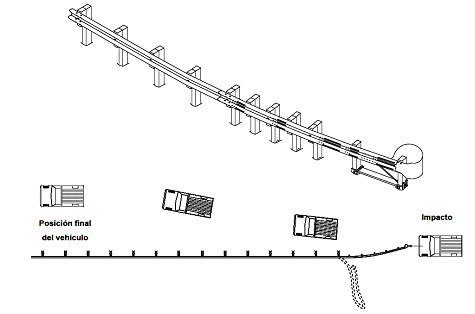 Posición final
del vehículo
Impacto